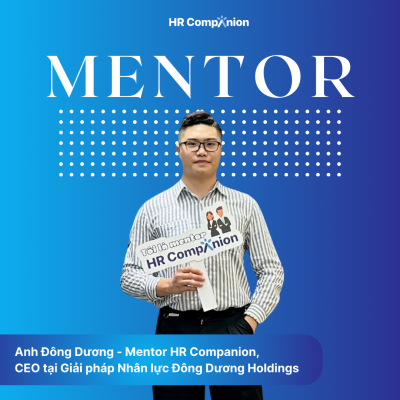 HR Companion
MENTOR
Tôi là mentor
HR Companion
Anh Đông Dương - Mentor HR Companion,
CEO tại Giải pháp Nhân lực Đông Dương Holdings